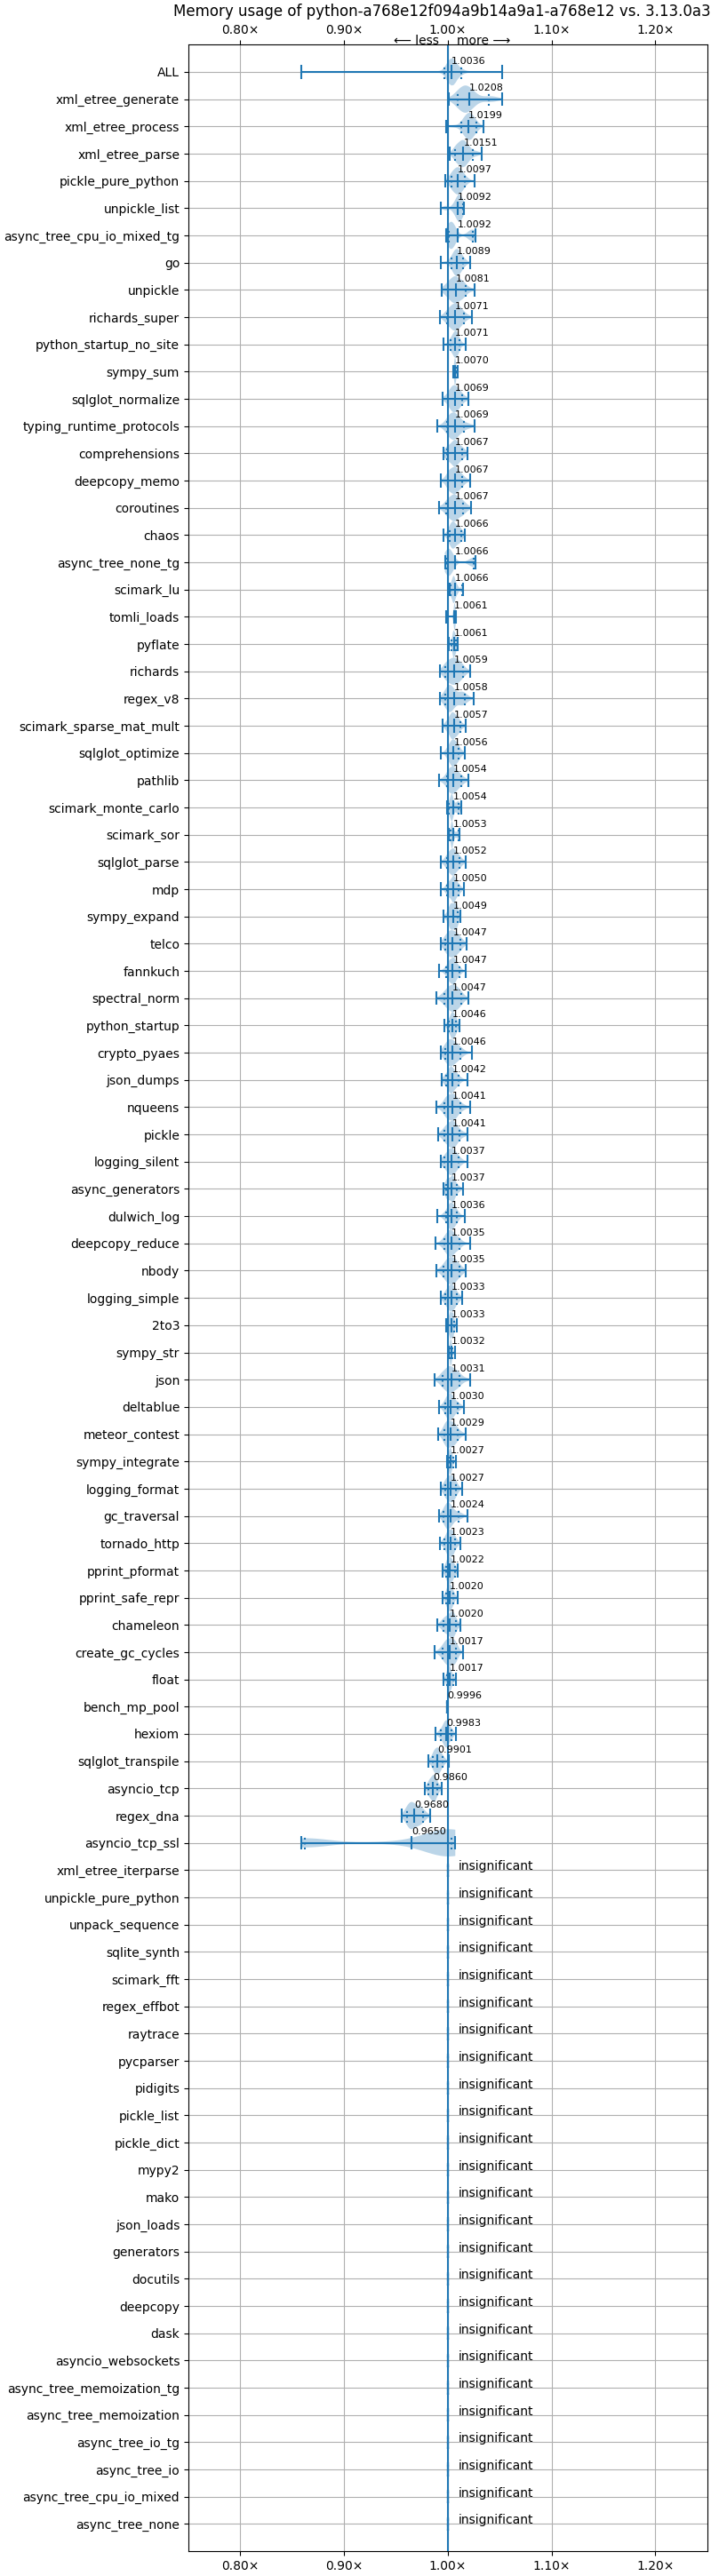 Memory usage of python-a768e12f094a9b14a9a1-a768e12 vs. 3.13.0a3
0.80× 0.90× 1.00× 1.10× 1.20×
⟵ less more ⟶
ALL 1.0036
xml_etree_generate 1.0208
xml_etree_process 1.0199
xml_etree_parse 1.0151
pickle_pure_python 1.0097
unpickle_list 1.0092
async_tree_cpu_io_mixed_tg 1.0092
go 1.0089
unpickle 1.0081
richards_super 1.0071
python_startup_no_site 1.0071
sympy_sum 1.0070
sqlglot_normalize 1.0069
typing_runtime_protocols 1.0069
comprehensions 1.0067
deepcopy_memo 1.0067
coroutines 1.0067
chaos 1.0066
async_tree_none_tg 1.0066
scimark_lu 1.0066
tomli_loads 1.0061
pyflate 1.0061
richards 1.0059
regex_v8 1.0058
scimark_sparse_mat_mult 1.0057
sqlglot_optimize 1.0056
pathlib 1.0054
scimark_monte_carlo 1.0054
scimark_sor 1.0053
sqlglot_parse 1.0052
mdp 1.0050
sympy_expand 1.0049
telco 1.0047
fannkuch 1.0047
spectral_norm 1.0047
python_startup 1.0046
crypto_pyaes 1.0046
json_dumps 1.0042
nqueens 1.0041
pickle 1.0041
logging_silent 1.0037
async_generators 1.0037
dulwich_log 1.0036
deepcopy_reduce 1.0035
nbody 1.0035
logging_simple 1.0033
2to3 1.0033
sympy_str 1.0032
json 1.0031
deltablue 1.0030
meteor_contest 1.0029
sympy_integrate 1.0027
logging_format 1.0027
gc_traversal 1.0024
tornado_http 1.0023
pprint_pformat 1.0022
pprint_safe_repr 1.0020
chameleon 1.0020
create_gc_cycles 1.0017
float 1.0017
bench_mp_pool 0.9996
hexiom 0.9983
sqlglot_transpile 0.9901
asyncio_tcp 0.9860
regex_dna 0.9680
asyncio_tcp_ssl 0.9650
xml_etree_iterparse insignificant
unpickle_pure_python insignificant
unpack_sequence insignificant
sqlite_synth insignificant
scimark_fft insignificant
regex_effbot insignificant
raytrace insignificant
pycparser insignificant
pidigits insignificant
pickle_list insignificant
pickle_dict insignificant
mypy2 insignificant
mako insignificant
json_loads insignificant
generators insignificant
docutils insignificant
deepcopy insignificant
dask insignificant
asyncio_websockets insignificant
async_tree_memoization_tg insignificant
async_tree_memoization insignificant
async_tree_io_tg insignificant
async_tree_io insignificant
async_tree_cpu_io_mixed insignificant
async_tree_none insignificant
0.80× 0.90× 1.00× 1.10× 1.20×